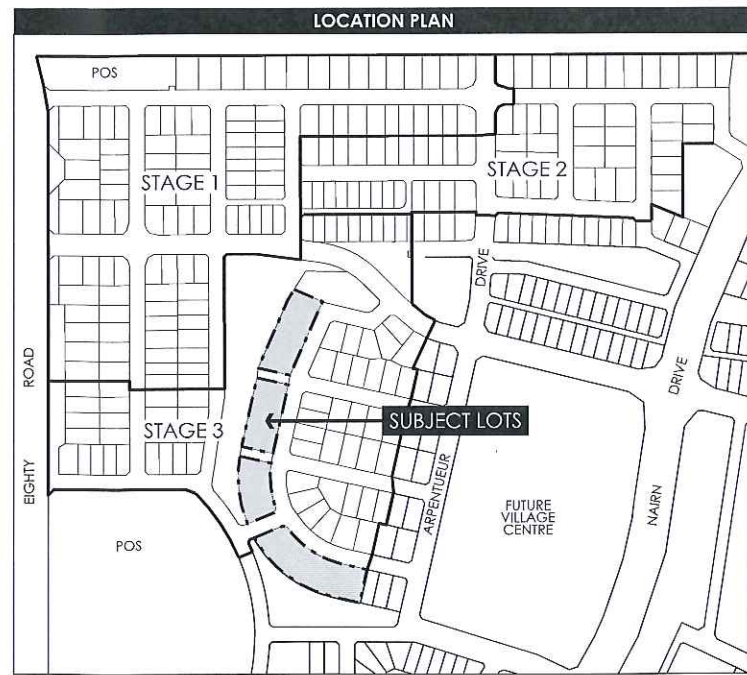 LOCATION PLAN
POS
STAGE 1
STAGE 2
DRIVE
ROAD
EIGHTY
STAGE 3
SUBJECT LOTS
DRIVE
ARPENTUEUR
NAIRN
FUTURE
VILLAGE
CENTRE
POS